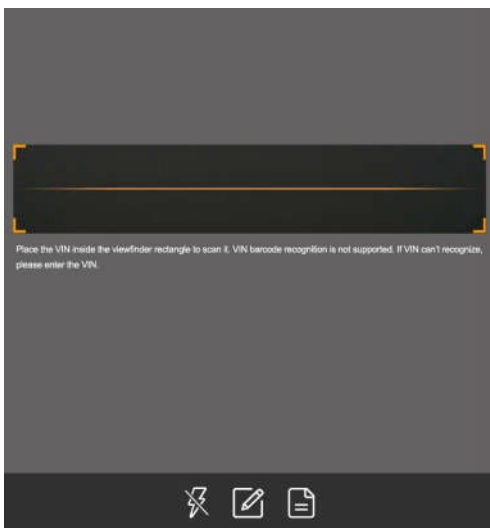 Place the VIN inside the viewfinder rectangle to scan it. VIN barcode recognition is not supported. If VIN can't recognize,
please enter the VIN.